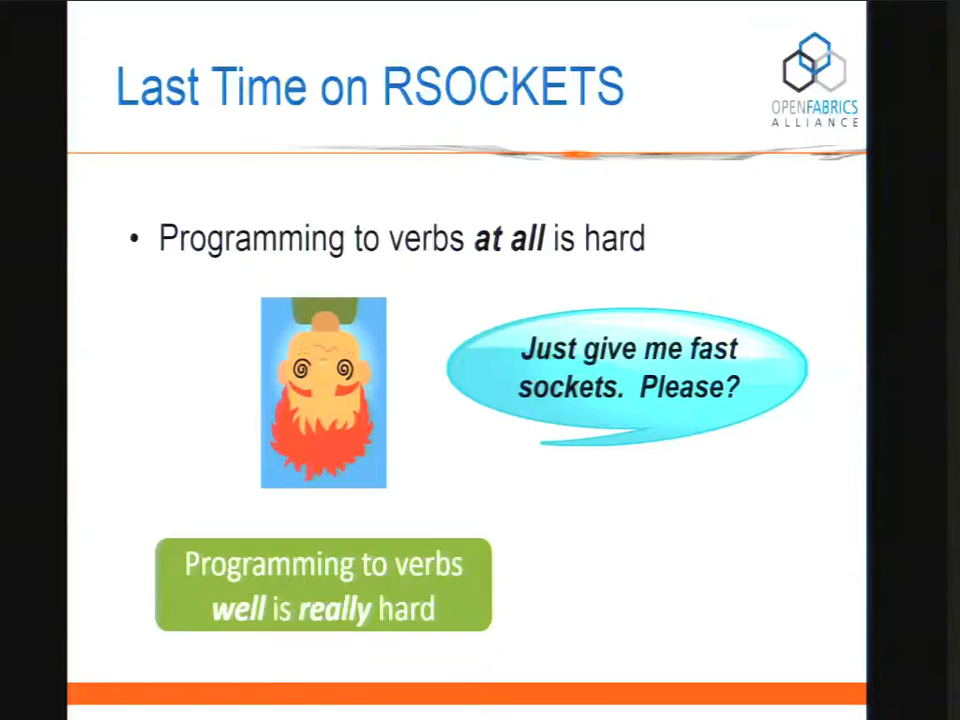 Last Time on RSOCKETS
OPENFABRICS
ALLIANCE
• Programming to verbs at all is hard
Just give me fast
sockets. Please?
Programming to verbs
well is really hard